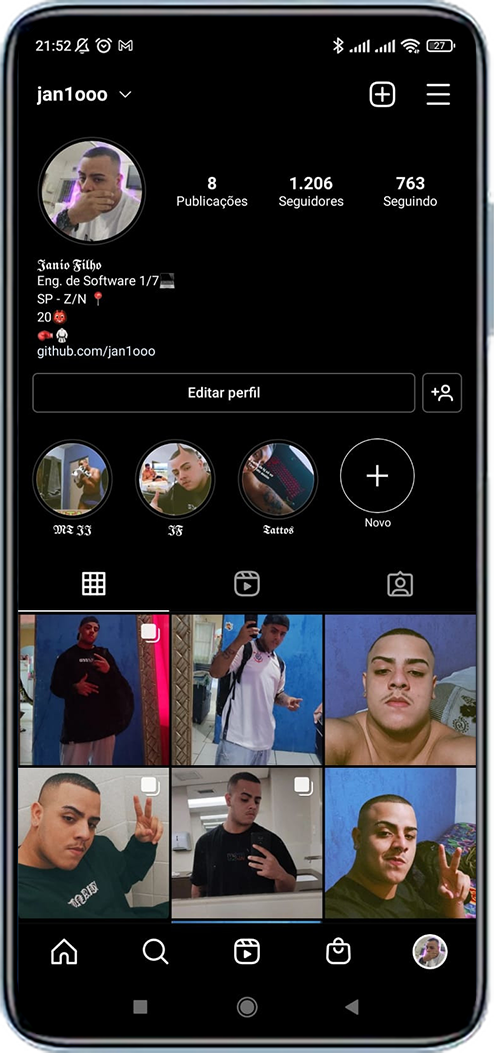 21:52
27
jan1ooo
8
1.206
763
Publicações
Seguidores
Seguindo
𝕵𝖆𝖓𝖎𝖔 𝕱𝖎𝖑𝖍𝖔
Eng. de Software 1/7💻
SP - Z/N 📍
20👹
🥊🥋
github.com/jan1ooo
Editar perfil
𝕸𝕿 𝕵𝕵
𝕵𝕱
𝕿𝖆𝖙𝖙𝖔𝖘
Novo